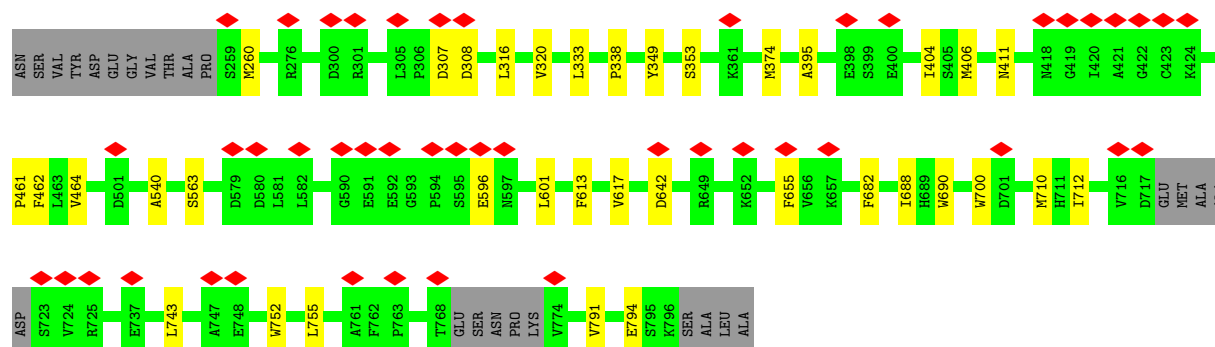 ASN SER VAL TYR ASP GLU GLY VAL THR ALA PRO S259 M260 R276 D300 R301 L305 P306 D307 D308 L316 V320 L333 P338 Y349 S353 K361 M374 A395 E398 S399 E400 I404 S405 M406 N411 N418 G419 I420 A421 G422 C423 K424
P461 F462 L463 V464 D501 A540 S563 D579 D580 L581 L582 G590 E591 E592 G593 P594 S595 E596 N597 L601 F613 V617 D642 R649 K652 F655 V656 K657 F682 I688 H689 W690 W700 D701 M710 H711 I712 V716 D717 GLU MET ALA
ASP S723 V724 R725 E737 L743 A747 E748 W752 L755 A761 F762 P763 T768 GLU SER ASN PRO LYS V774 V791 E794 S795 K796 SER ALA LEU ALA